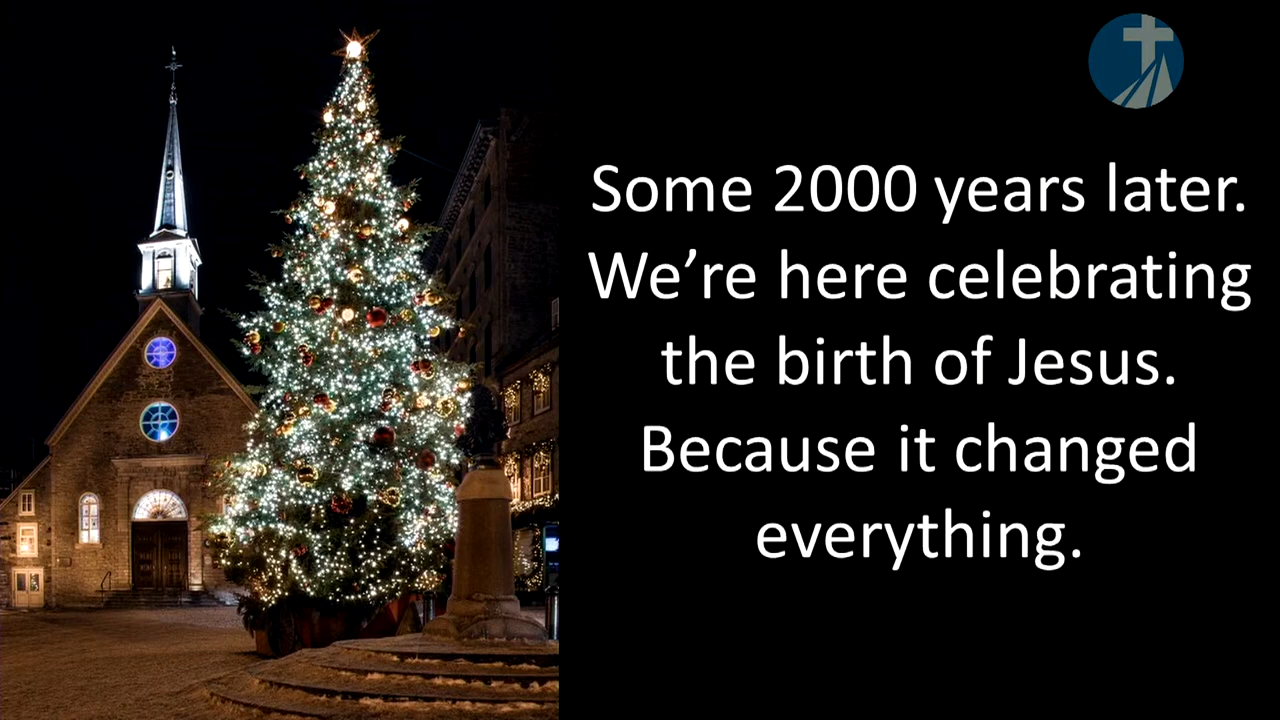 Some 2000 years later.
We’re here celebrating
the birth of Jesus.
Because it changed
everything.